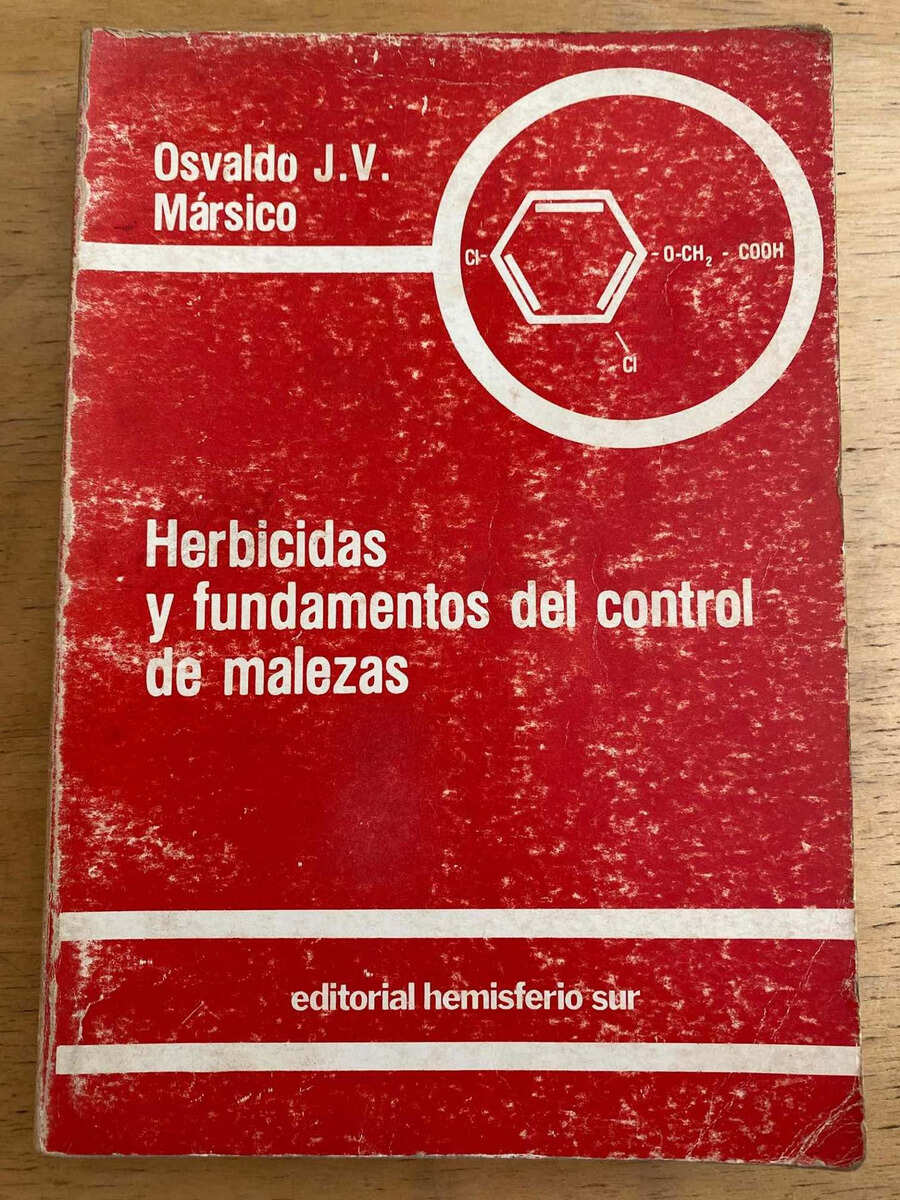 Osvaldo J.V.
Mársico
Cl- -O-CH₂ - COOH
Cl
Herbicidas
y fundamentos del control
de malezas
editorial hemisferio sur